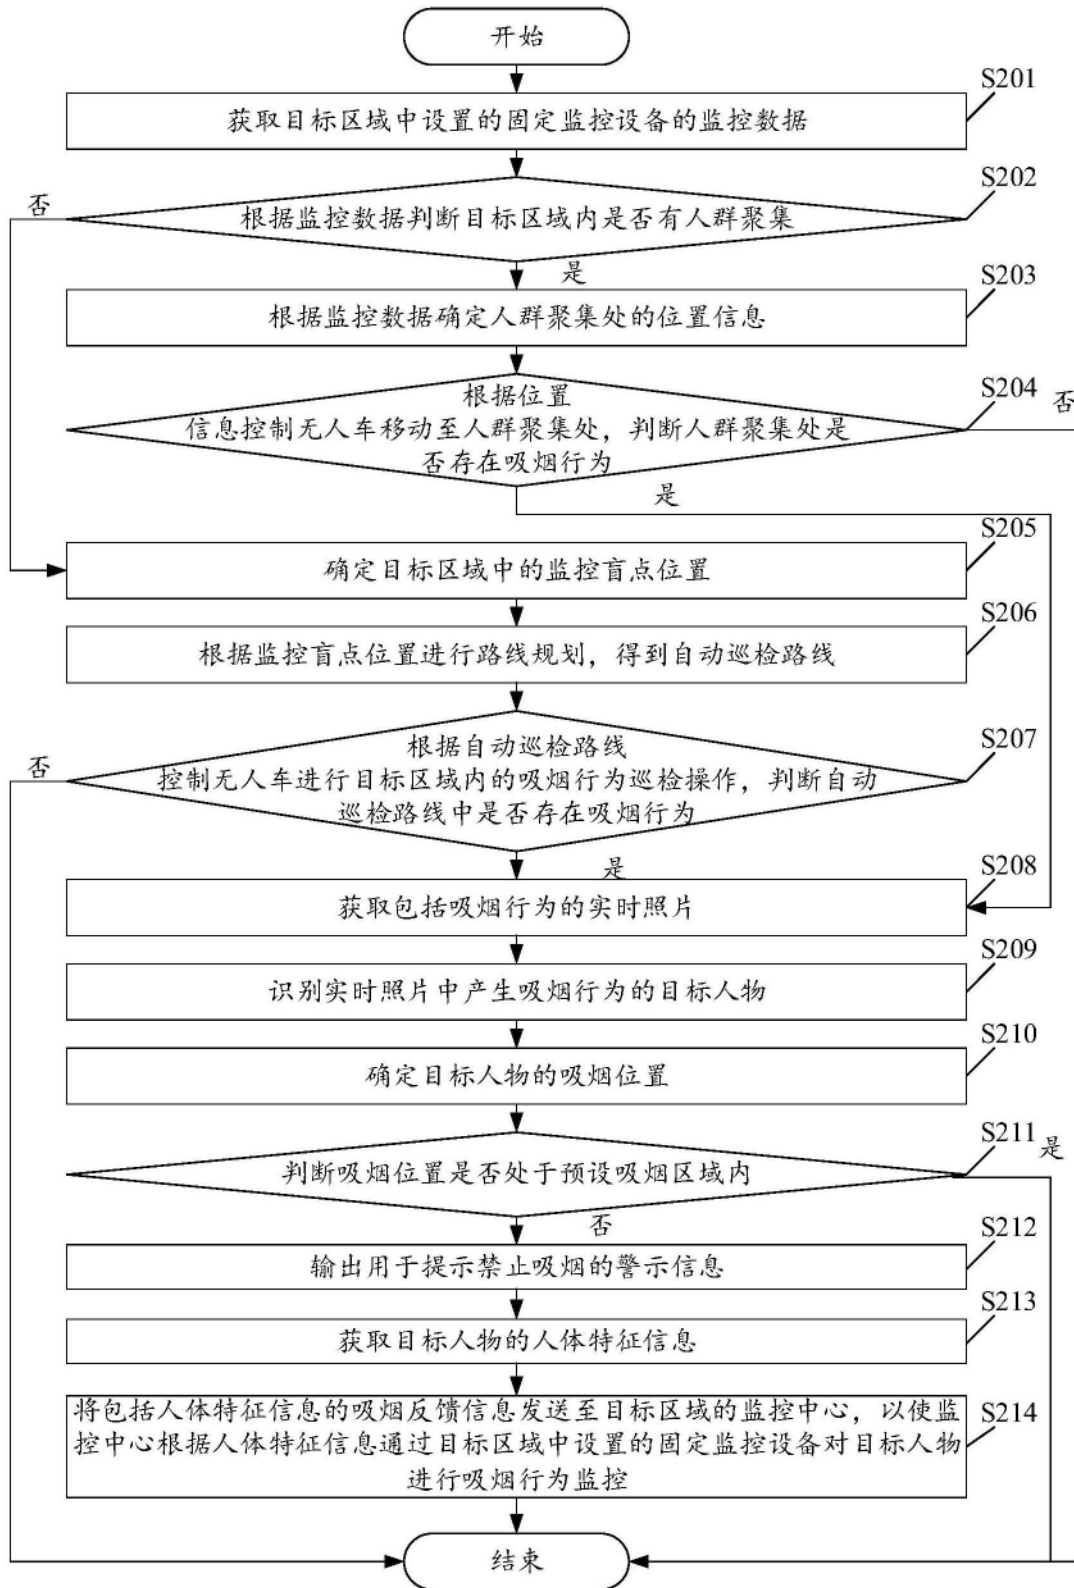 开始
S201
获取目标区域中设置的固定监控设备的监控数据
S202
否
根据监控数据判断目标区域内是否有人群聚集
是
S203
根据监控数据确定人群聚集处的位置信息
S204
否
根据位置
信息控制无人车移动至人群聚集处，判断人群聚集处是
否存在吸烟行为
是
S205
确定目标区域中的监控盲点位置
S206
根据监控盲点位置进行路线规划，得到自动巡检路线
S207
否
根据自动巡检路线
控制无人车进行目标区域内的吸烟行为巡检操作，判断自动
巡检路线中是否存在吸烟行为
是
S208
获取包括吸烟行为的实时照片
S209
识别实时照片中产生吸烟行为的目标人物
S210
确定目标人物的吸烟位置
S211
是
判断吸烟位置是否处于预设吸烟区域内
否
S212
输出用于提示禁止吸烟的警示信息
S213
获取目标人物的人体特征信息
S214
将包括人体特征信息的吸烟反馈信息发送至目标区域的监控中心，以使监
控中心根据人体特征信息通过目标区域中设置的固定监控设备对目标人物
进行吸烟行为监控
结束